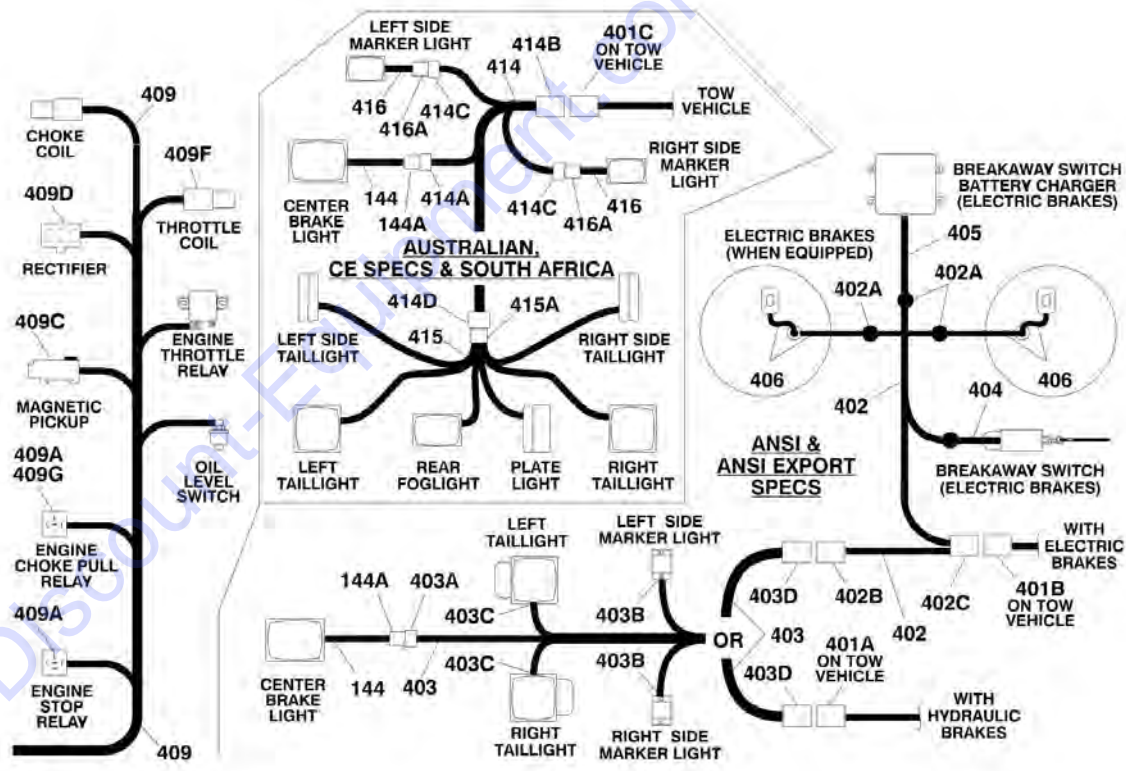 409
CHOKE
COIL
409F
THROTTLE
COIL
409D
RECTIFIER
ENGINE
THROTTLE
RELAY
409C
MAGNETIC
PICKUP
409A
409G
OIL
LEVEL
SWITCH
ENGINE
CHOKE PULL
RELAY
409A
ENGINE
STOP
RELAY
409
LEFT SIDE
MARKER LIGHT
416
416A
414C
414
414B
401C
ON TOW
VEHICLE
TOW
VEHICLE
CENTER
BRAKE
LIGHT
144
144A
414A
RIGHT SIDE
MARKER
LIGHT
414C
416A
416
AUSTRALIAN,
CE SPECS & SOUTH AFRICA
414D
415A
415
LEFT SIDE
TAILLIGHT
RIGHT SIDE
TAILLIGHT
LEFT
TAILLIGHT
REAR
FOGLIGHT
PLATE
LIGHT
RIGHT
TAILLIGHT
BREAKAWAY SWITCH
BATTERY CHARGER
(ELECTRIC BRAKES)
405
ELECTRIC BRAKES
(WHEN EQUIPPED)
402A
402A
406
406
402
404
ANSI &
ANSI EXPORT
SPECS
BREAKAWAY SWITCH
(ELECTRIC BRAKES)
LEFT
TAILLIGHT
LEFT SIDE
MARKER LIGHT
144A
403A
403C
403B
CENTER
BRAKE
LIGHT
144
403
403C
403B
RIGHT
TAILLIGHT
RIGHT SIDE
MARKER LIGHT
OR
403D
402B
402
402C
401B
ON TOW
VEHICLE
WITH
ELECTRIC
BRAKES
403
403D
401A
ON TOW
VEHICLE
WITH
HYDRAULIC
BRAKES
Discount-Equipment.com